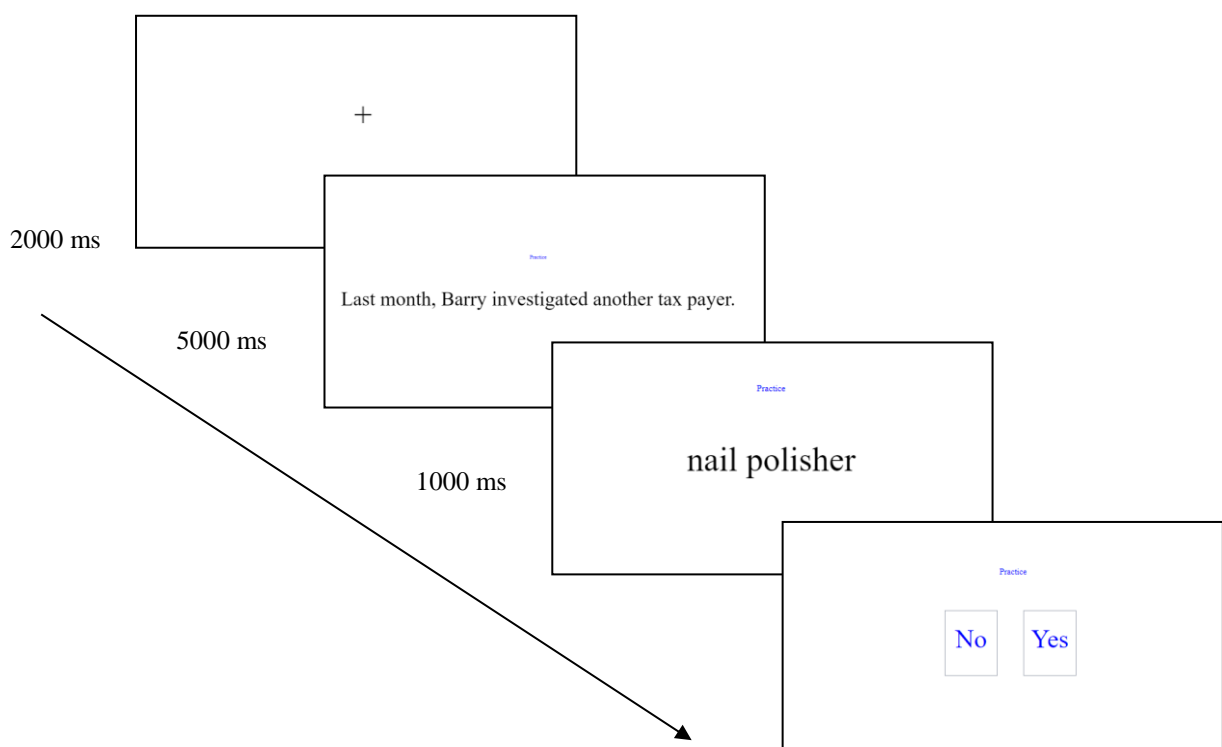 +
2000 ms
Practice
Last month, Barry investigated another tax payer.
5000 ms
Practice
nail polisher
1000 ms
Practice
No Yes